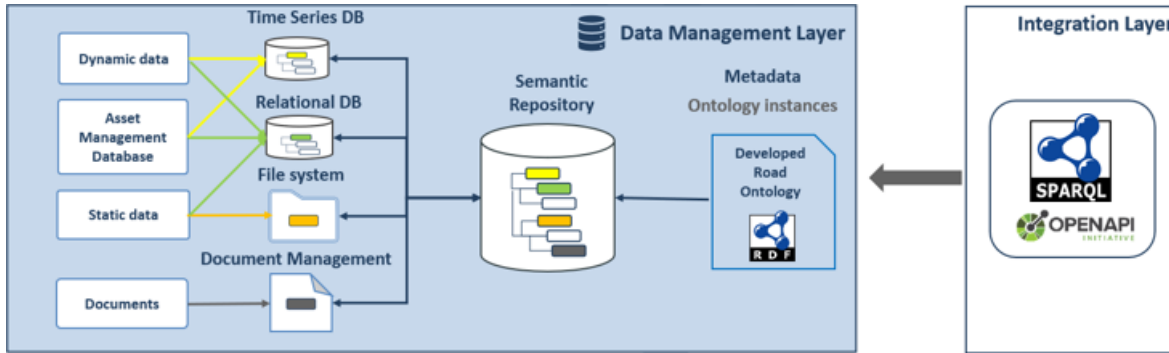 Time Series DB
Data Management Layer
Integration Layer
Dynamic data
Asset
Management
Database
Static data
Documents
Relational DB
File system
Document Management
Semantic
Repository
Metadata
Ontology instances
Developed
Road
Ontology
RDF
SPARQL
OPENAPI
INITIATIVE